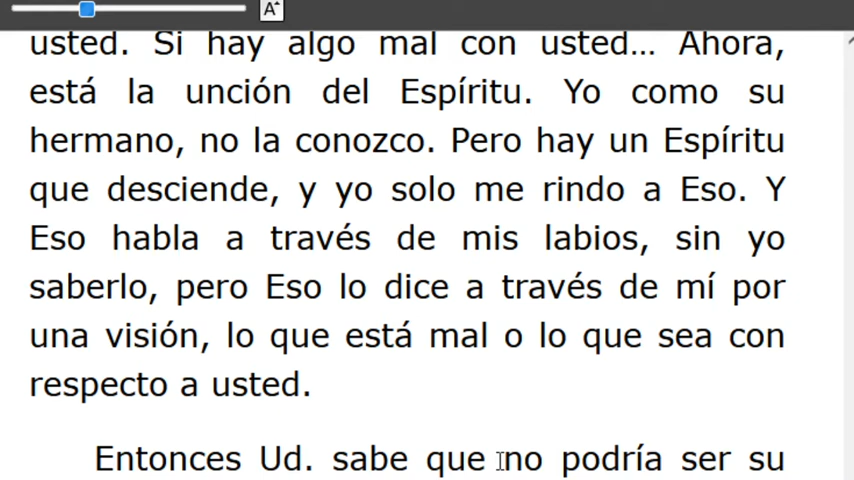 A
usted. Si hay algo mal con usted... Ahora,
está la unción del Espíritu. Yo como su
hermano, no la conozco. Pero hay un Espíritu
que desciende, y yo solo me rindo a Eso. Y
Eso habla a través de mis labios, sin yo
saberlo, pero Eso lo dice a través de mí por
una visión, lo que está mal o lo que sea con
respecto a usted.
Entonces Ud. sabe que no podría ser su